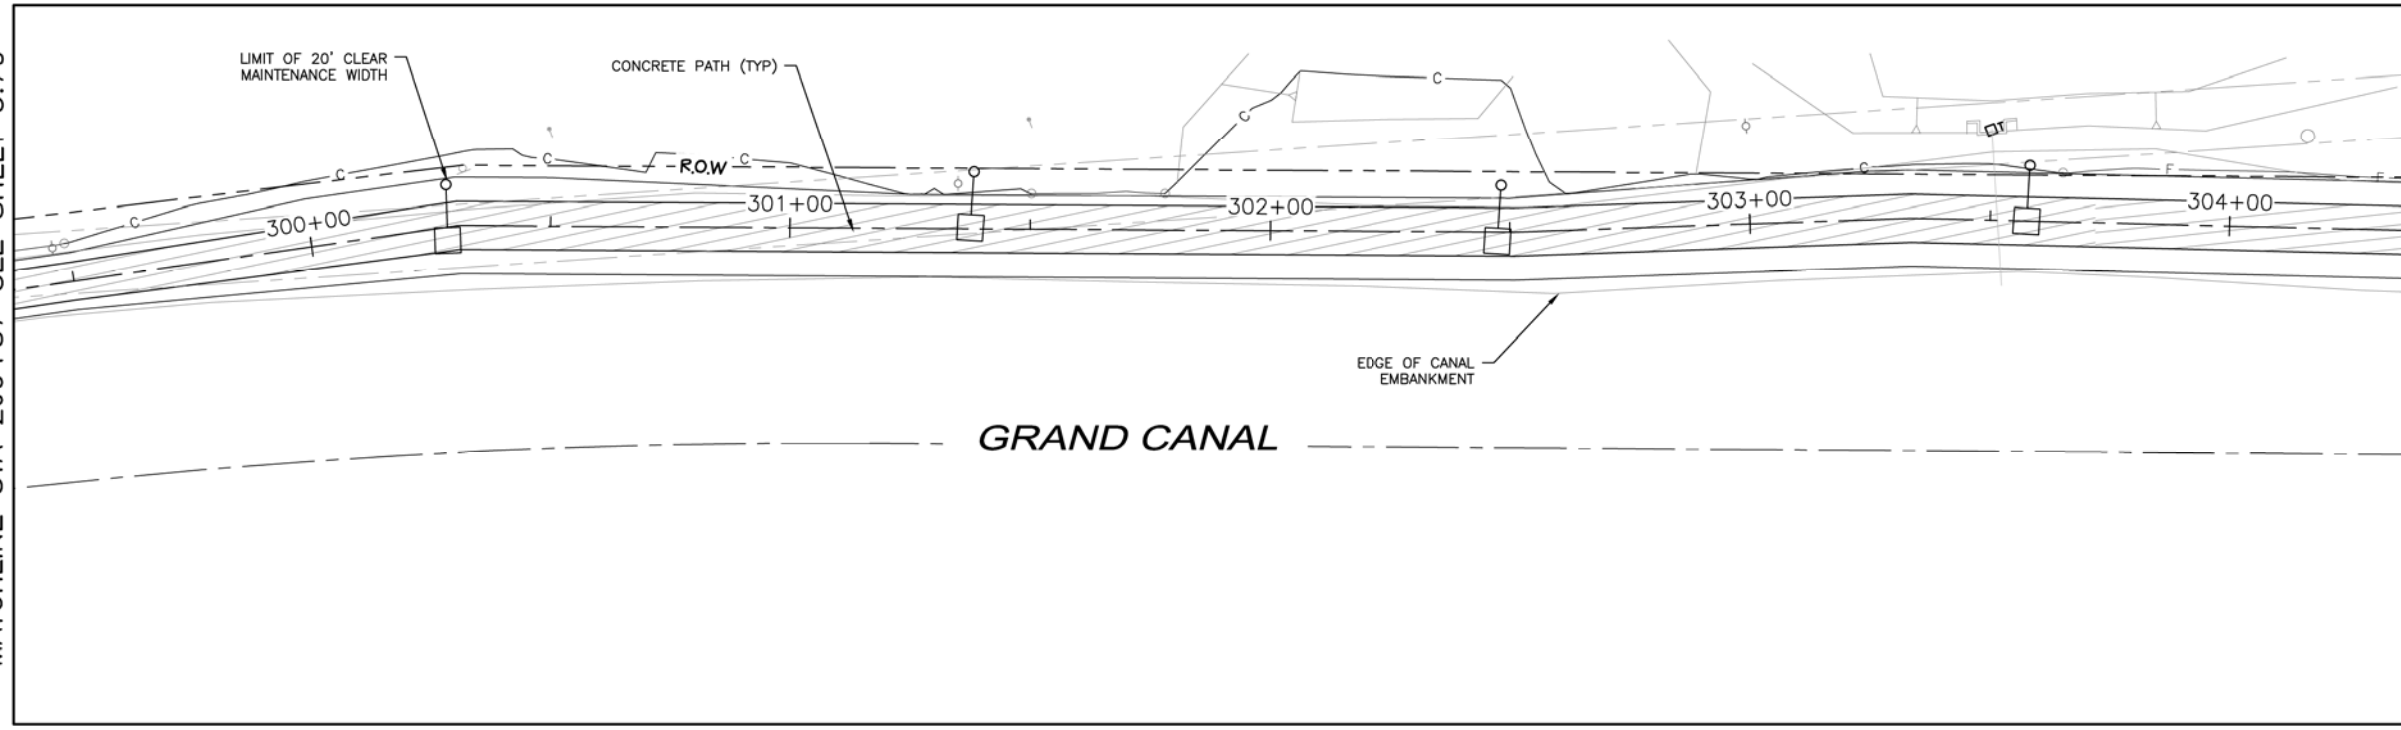 LIMIT OF 20' CLEAR
MAINTENANCE WIDTH
CONCRETE PATH (TYP)
C
C
C
C
C
C
R.O.W
C
F
F
T
300+00
301+00
302+00
303+00
304+00
EDGE OF CANAL
EMBANKMENT
GRAND CANAL